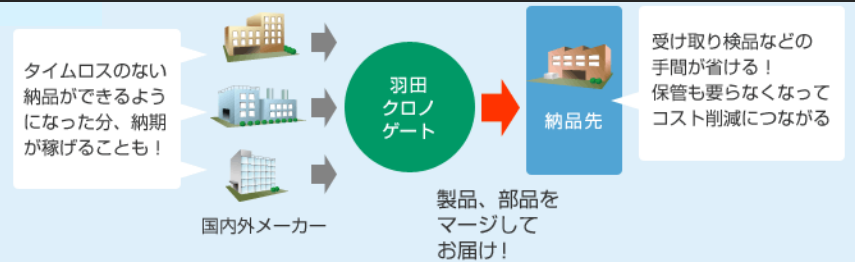 タイムロスのない
納品ができるよう
になった分、納期
が稼げることも！
国内外メーカー
羽田
クロノ
ゲート
製品、部品を
マージして
お届け！
納品先
受け取り検品などの
手間が省ける！
保管も要らなくなって
コスト削減につながる